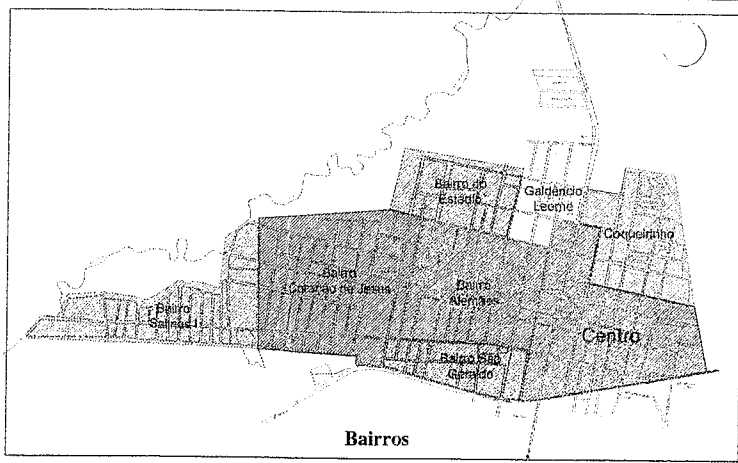 Bairro do
Estádio
Galdêncio
Leome
Coqueirinho
Bairro
Coração de Jesus
Bairro
Alemães
Bairro
Salinas I
Centro
Bairro São
Geraldo
Bairros